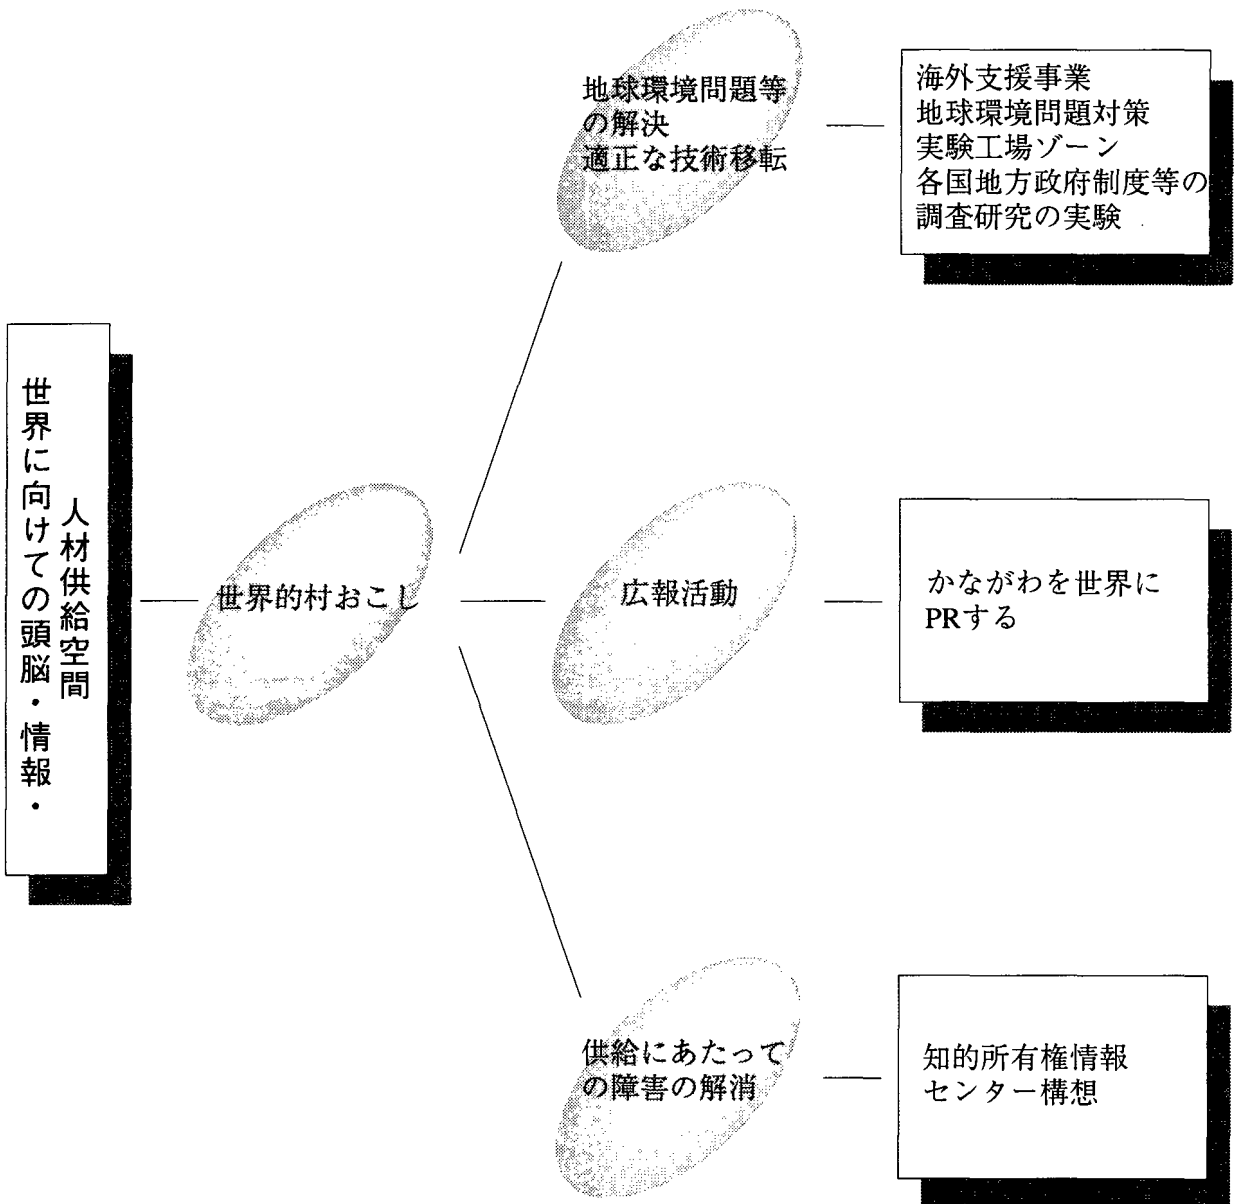 世界に向けての頭脳・情報・
人材供給空間
世界的村おこし
地球環境問題等
の解決
適正な技術移転
海外支援事業
地球環境問題対策
実験工場ゾーン
各国地方政府制度等の
調査研究の実験
広報活動
かながわを世界に
PRする
供給にあたって
の障害の解消
知的所有権情報
センター構想